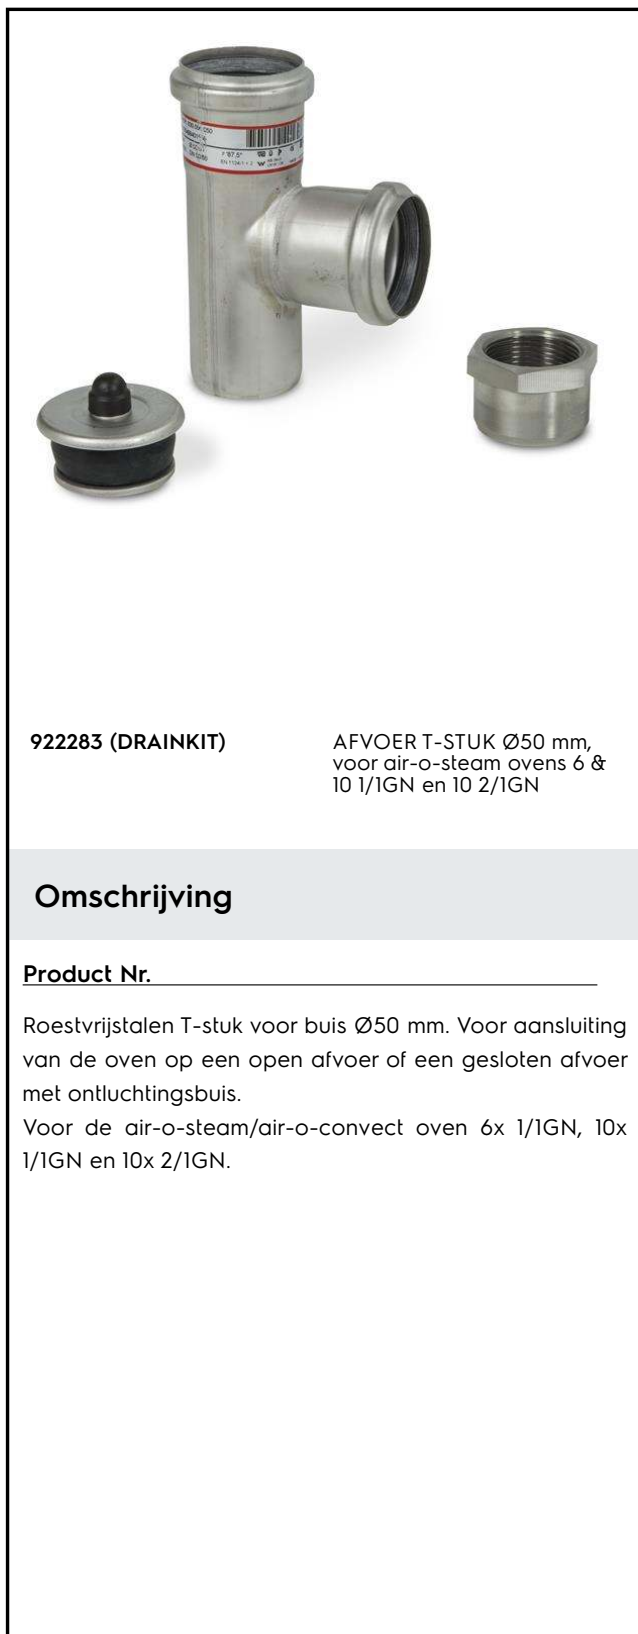 87.5°
922283 (DRAINKIT)
AFVOER T-STUK Ø50 mm,
voor air-o-steam ovens 6 &
10 1/1GN en 10 2/1GN
Omschrijving
Product Nr.
Roestvrijstalen T-stuk voor buis Ø50 mm. Voor aansluiting
van de oven op een open afvoer of een gesloten afvoer
met ontluchtingsbuis.
Voor de air-o-steam/air-o-convect oven 6x 1/1GN, 10x
1/1GN en 10x 2/1GN.